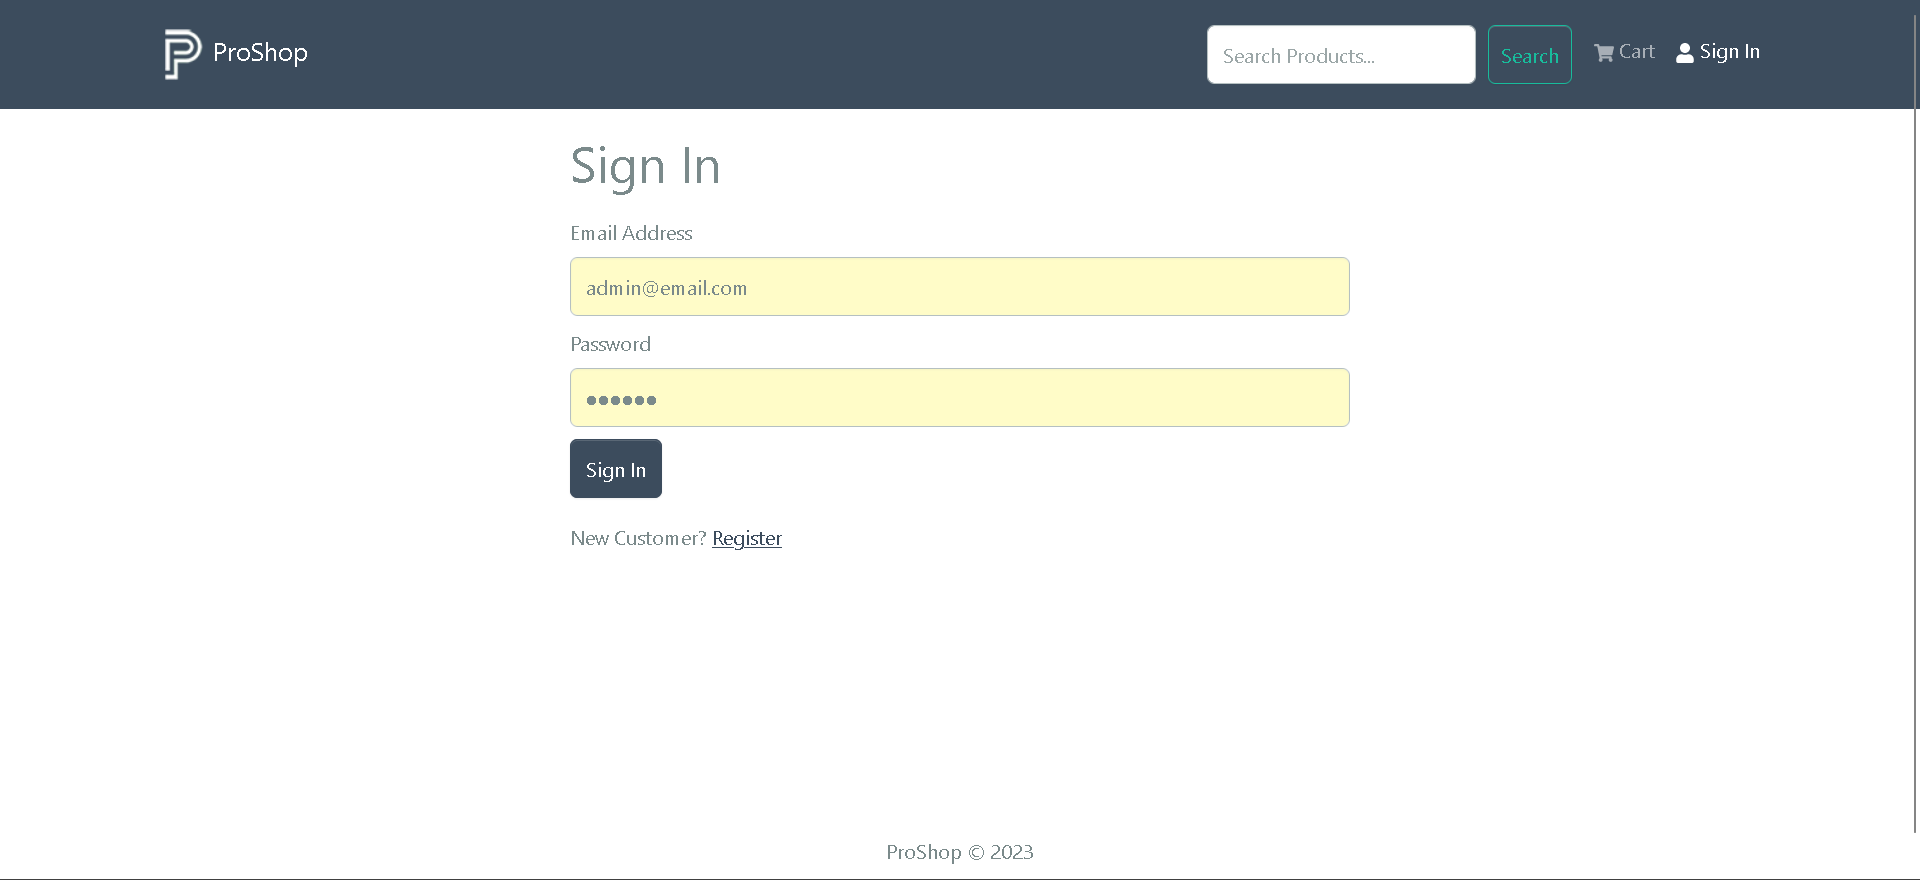 ProShop
Search Products...
Search
Cart
Sign In
Sign In
Email Address
admin@email.com
Password
••••••
Sign In
New Customer? Register
ProShop © 2023